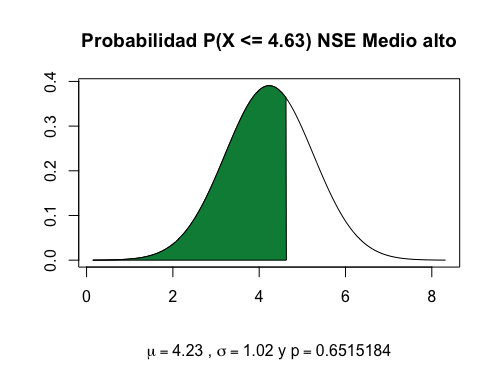 Probabilidad P(X <= 4.63) NSE Medio alto
0.4
0.3
0.2
0.1
0.0
0 2 4 6 8
μ = 4.23 , σ = 1.02 y p = 0.6515184